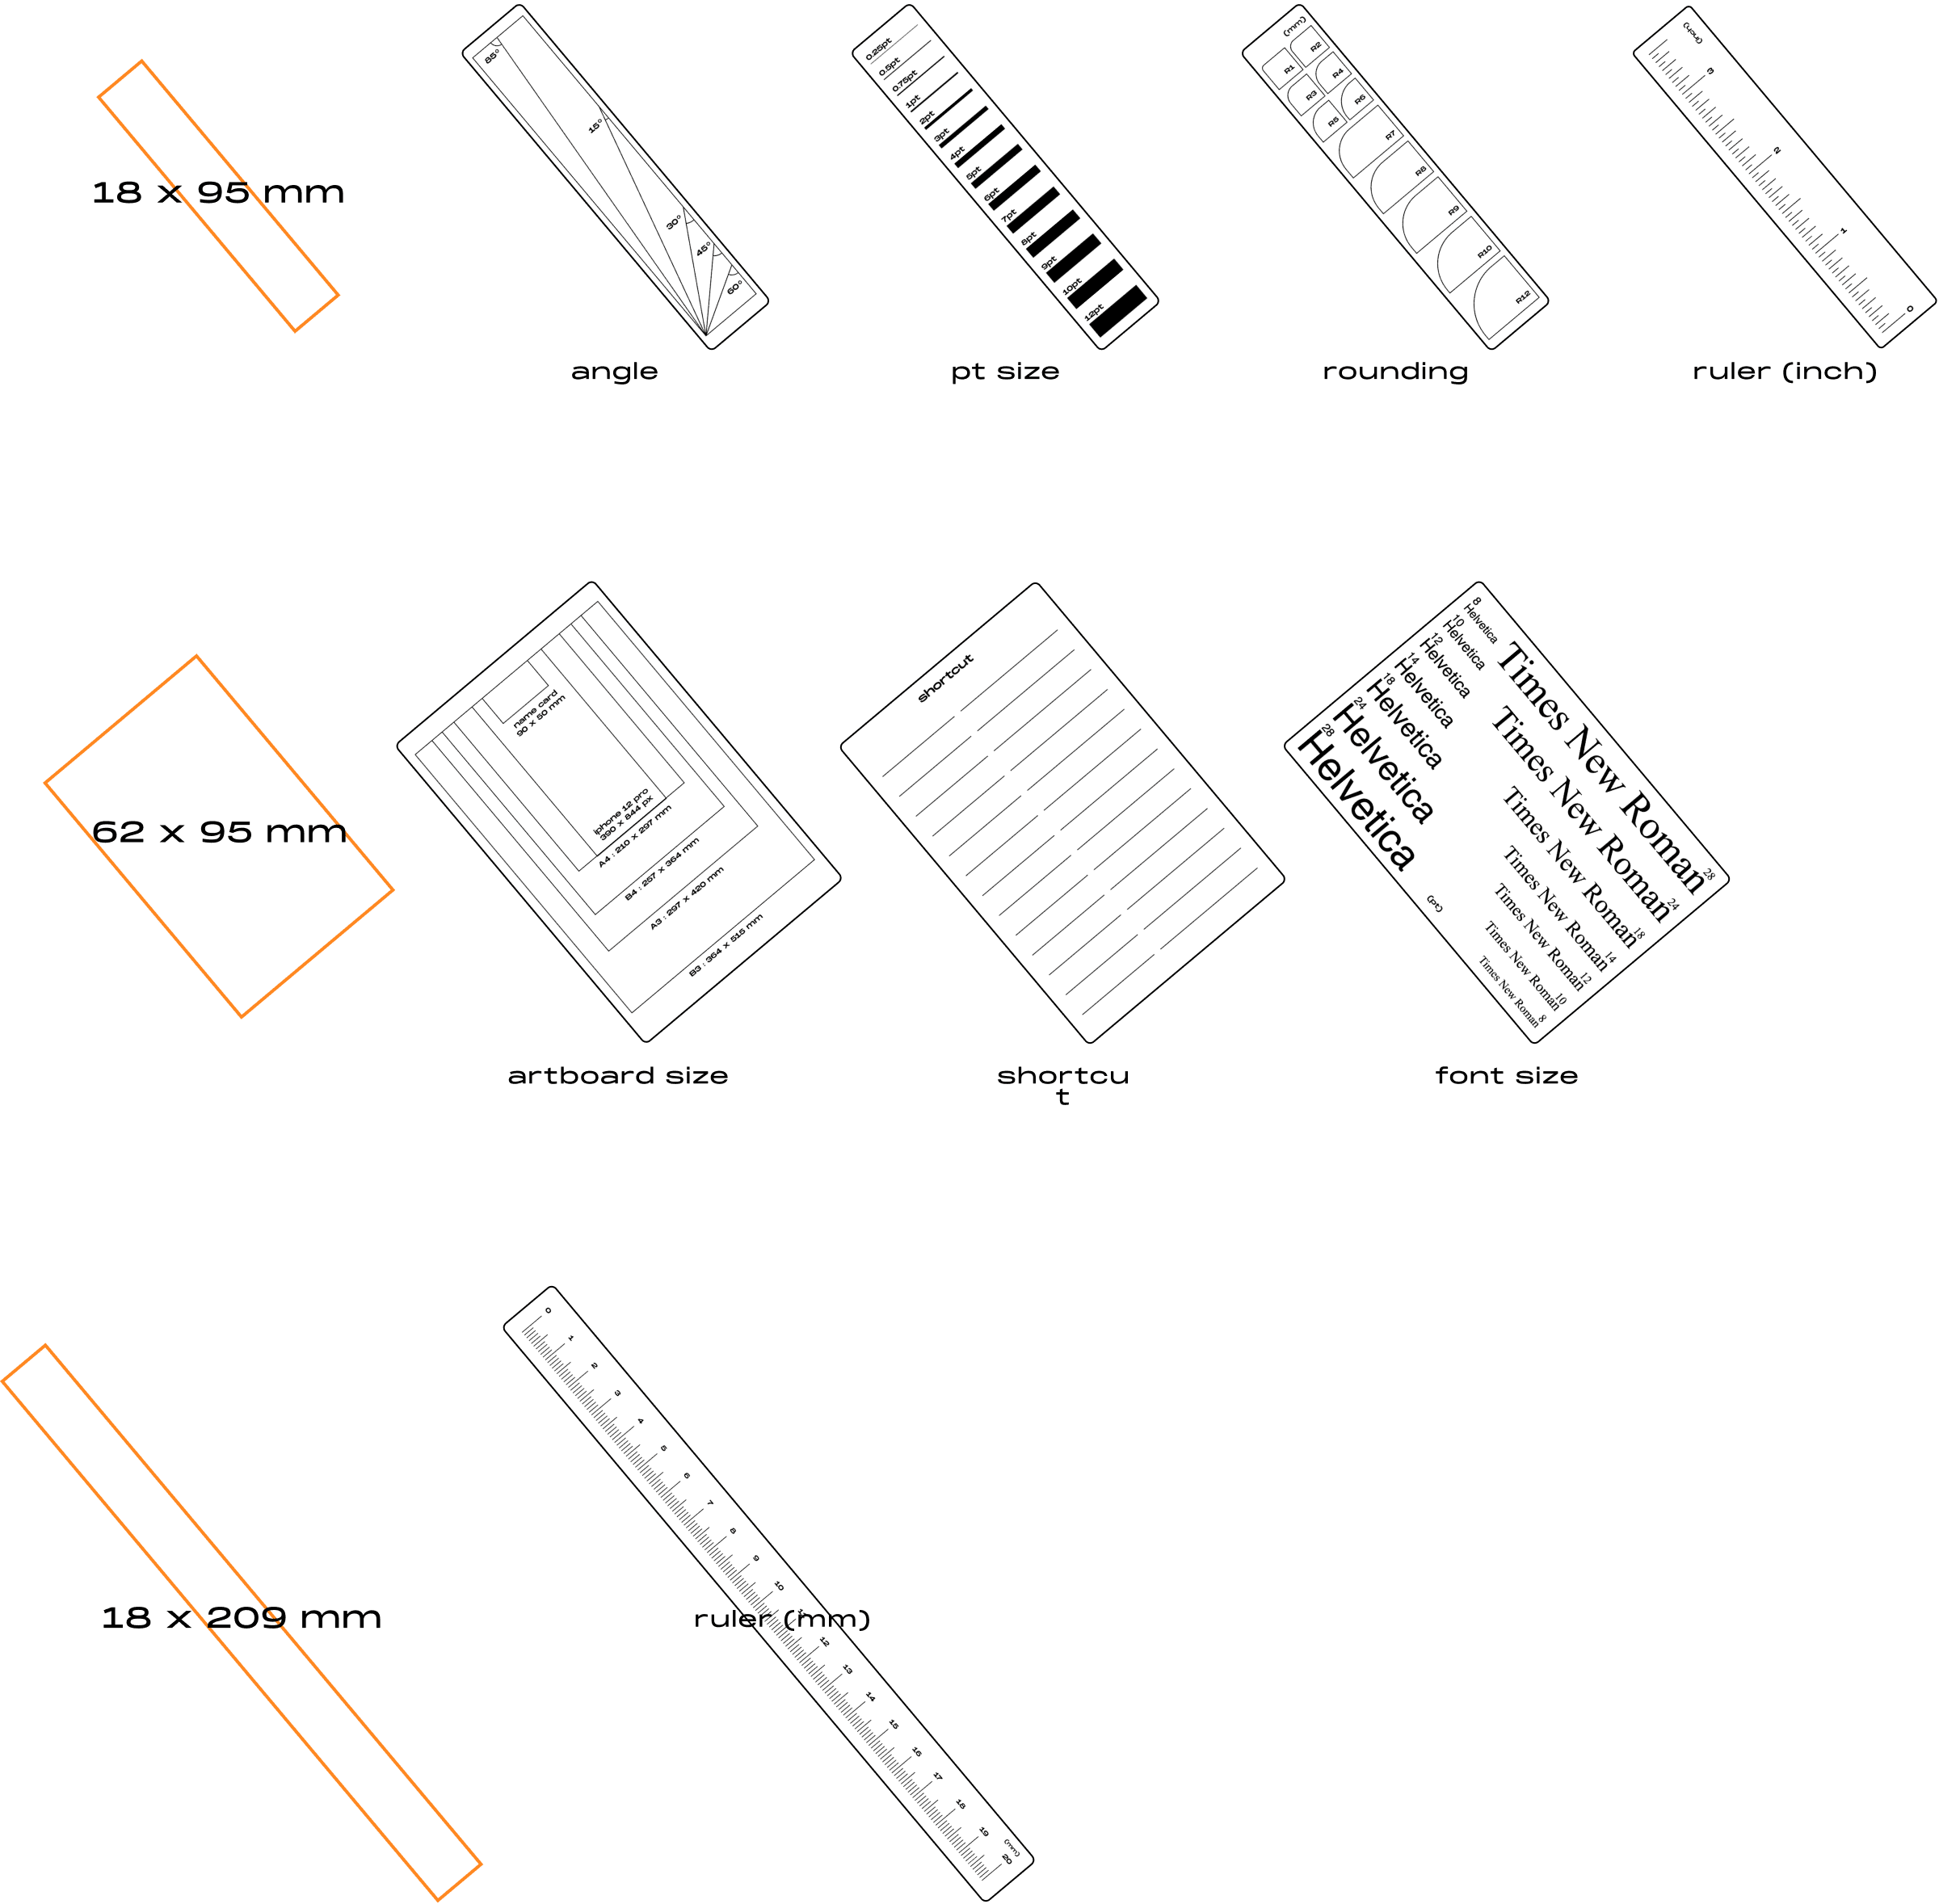 18 x 95 mm
85°
15°
30°
45°
60°
angle
0.25pt
0.5pt
0.75pt
1pt
2pt
3pt
4pt
5pt
6pt
7pt
8pt
9pt
10pt
12pt
pt size
(mm)
R1
R2
R3
R4
R5
R6
R7
R8
R9
R10
R12
rounding
(inch)
3
2
1
0
ruler (inch)
62 x 95 mm
name card
90 x 50 mm
iphone 12 pro
390 x 844 px
A4 : 210 x 297 mm
B4 : 257 x 364 mm
A3 : 297 x 420 mm
B3 : 364 x 515 mm
artboard size
shortcut
shortcu
t
8
Helvetica
10
Helvetica
12
Helvetica
14
Helvetica
18
Helvetica
24
Helvetica
28
Helvetica
(pt)
Times New Roman 28
Times New Roman 24
Times New Roman 18
Times New Roman 14
Times New Roman 12
Times New Roman 10
Times New Roman 8
font size
18 x 209 mm
0
1
2
3
4
5
6
7
8
9
10
11
12
13
14
15
16
17
18
19
20
(mm)
ruler (mm)